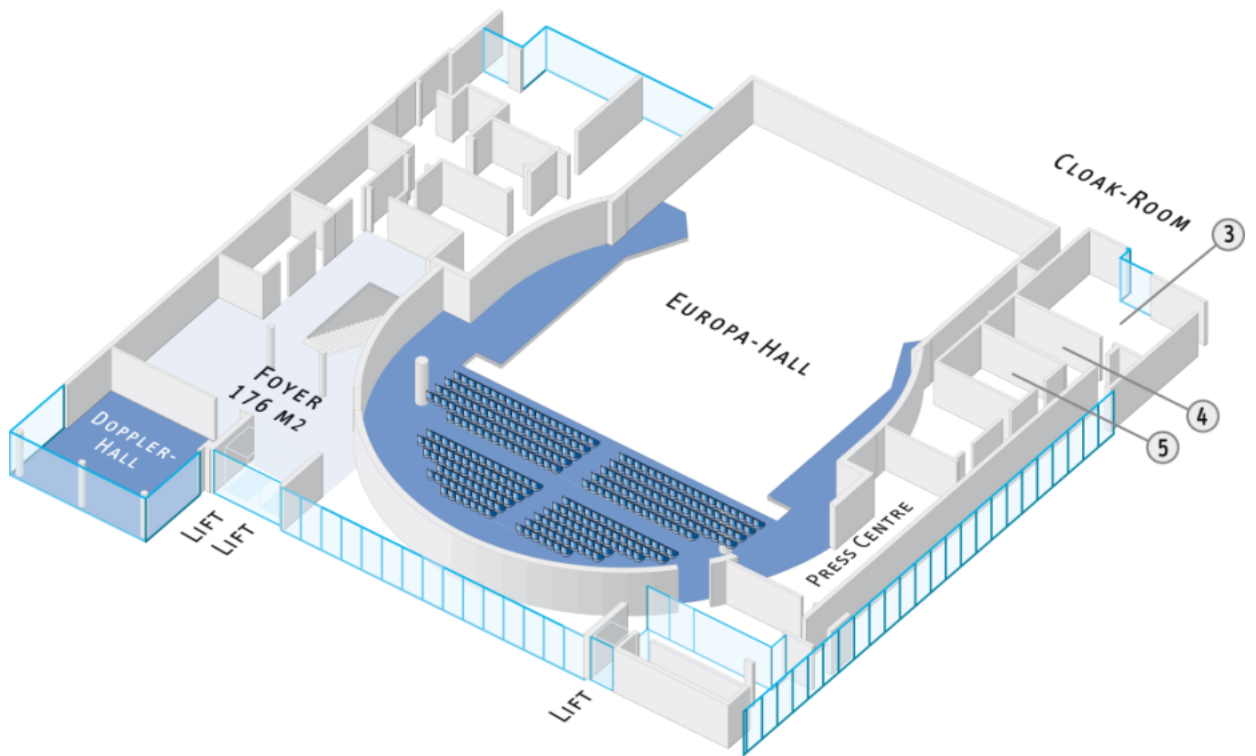 CLOAK-ROOM
3
EUROPA-HALL
FOYER
176 M2
4
DOPPLER-
HALL
5
LIFT
LIFT
PRESS CENTRE
LIFT